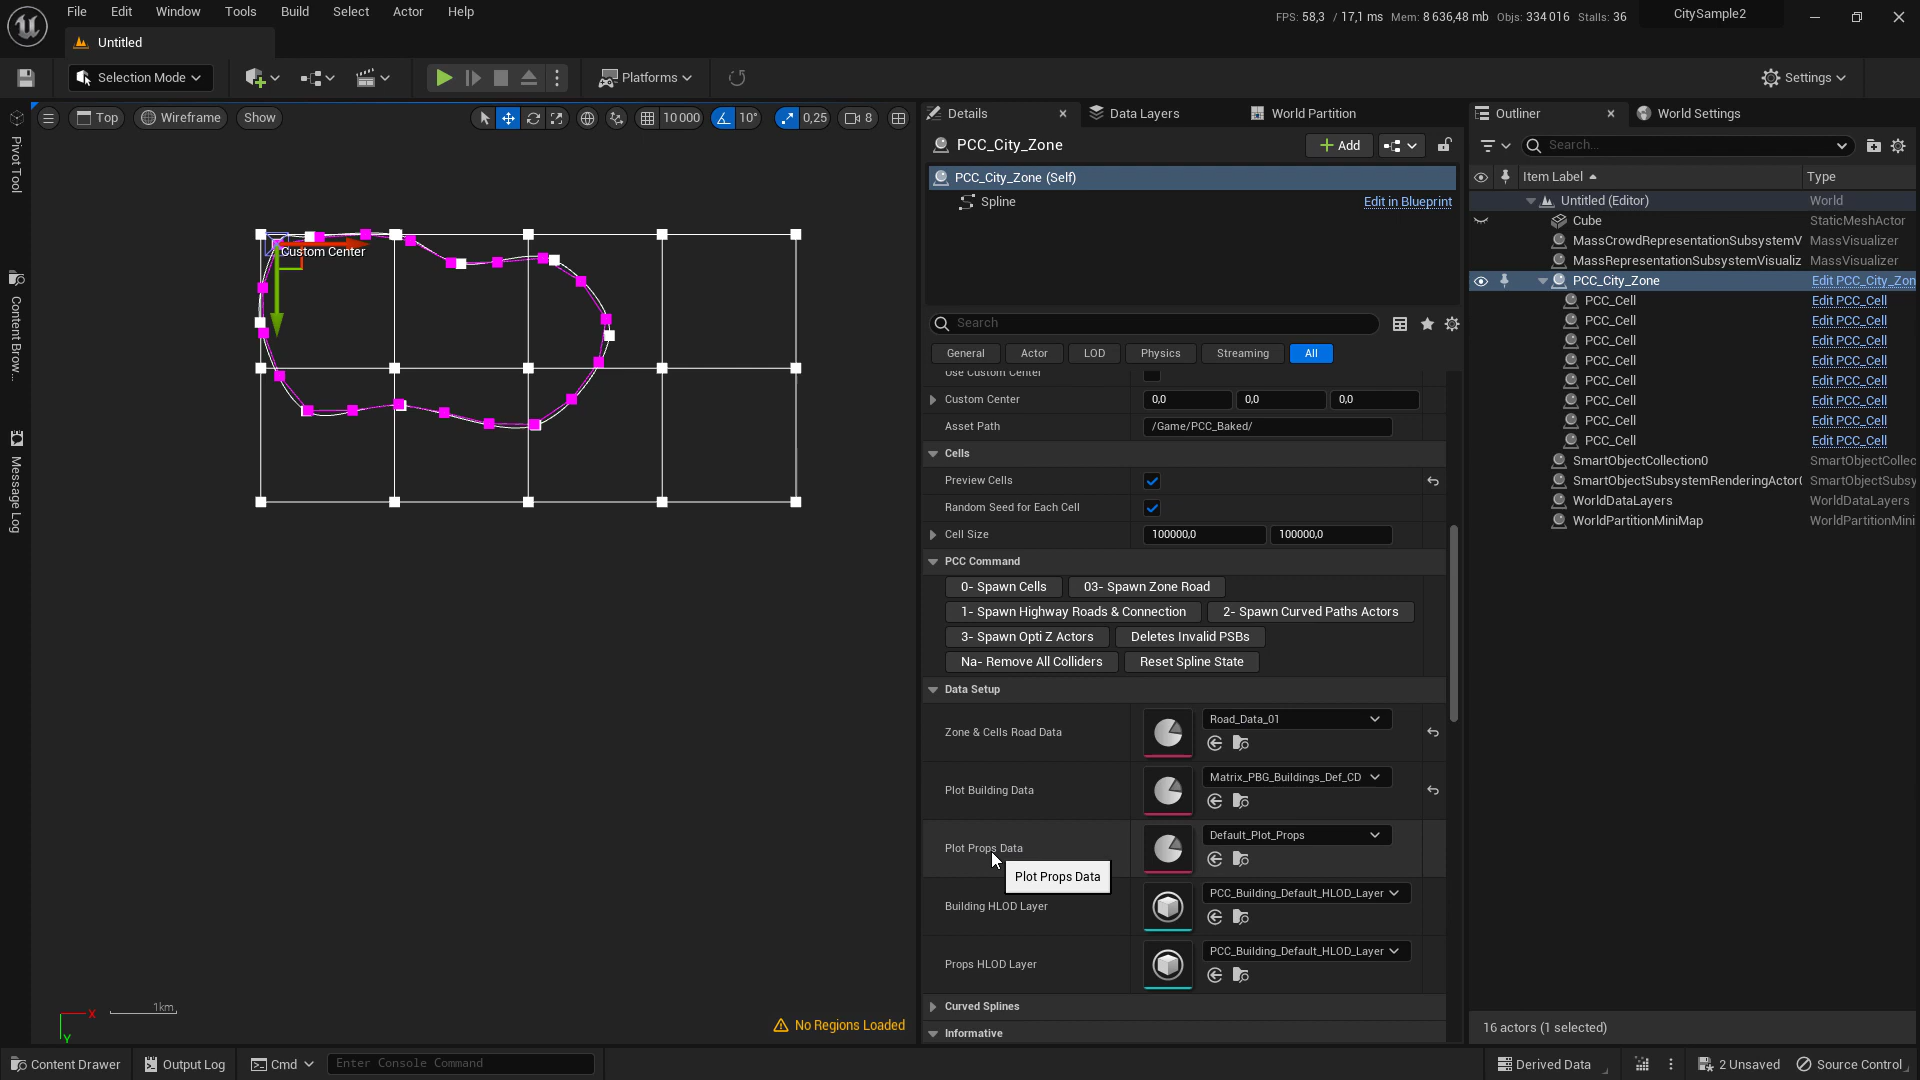 File Edit Window Tools Build Select Actor Help
FPS: 58,3 / 17,1 ms Mem: 8 636,48 mb Objs: 334 016 Stalls: 36
CitySample2
Untitled
Selection Mode
Platforms
Settings
Top Wireframe Show
10 000 10° 0,25 8
Pivot Tool
Content Brow...
Message Log
Custom Center
1km
X
Y
No Regions Loaded
Details Data Layers World Partition
PCC_City_Zone
Add
PCC_City_Zone (Self)
Spline Edit in Blueprint
Search
General Actor LOD Physics Streaming All
Use Custom Center
Custom Center 0,0 0,0 0,0
Asset Path /Game/PCC_Baked/
Cells
Preview Cells
Random Seed for Each Cell
Cell Size 100000,0 100000,0
PCC Command
0- Spawn Cells 03- Spawn Zone Road
1- Spawn Highway Roads & Connection 2- Spawn Curved Paths Actors
3- Spawn Opti Z Actors Deletes Invalid PSBs
Na- Remove All Colliders Reset Spline State
Data Setup
Zone & Cells Road Data Road_Data_01
Plot Building Data Matrix_PBG_Buildings_Def_CD
Plot Props Data Default_Plot_Props
Plot Props Data
Building HLOD Layer PCC_Building_Default_HLOD_Layer
Props HLOD Layer PCC_Building_Default_HLOD_Layer
Curved Splines
Informative
Outliner World Settings
Search...
Item Label Type
Untitled (Editor) World
Cube StaticMeshActor
MassCrowdRepresentationSubsystemV MassVisualizer
MassRepresentationSubsystemVisualiz MassVisualizer
PCC_City_Zone Edit PCC_City_Zon
PCC_Cell Edit PCC_Cell
PCC_Cell Edit PCC_Cell
PCC_Cell Edit PCC_Cell
PCC_Cell Edit PCC_Cell
PCC_Cell Edit PCC_Cell
PCC_Cell Edit PCC_Cell
PCC_Cell Edit PCC_Cell
PCC_Cell Edit PCC_Cell
SmartObjectCollection0 SmartObjectCollec
SmartObjectSubsystemRenderingActor( SmartObjectSubsy
WorldDataLayers WorldDataLayers
WorldPartitionMiniMap WorldPartitionMini
16 actors (1 selected)
Content Drawer Output Log Cmd Enter Console Command
Derived Data 2 Unsaved Source Control